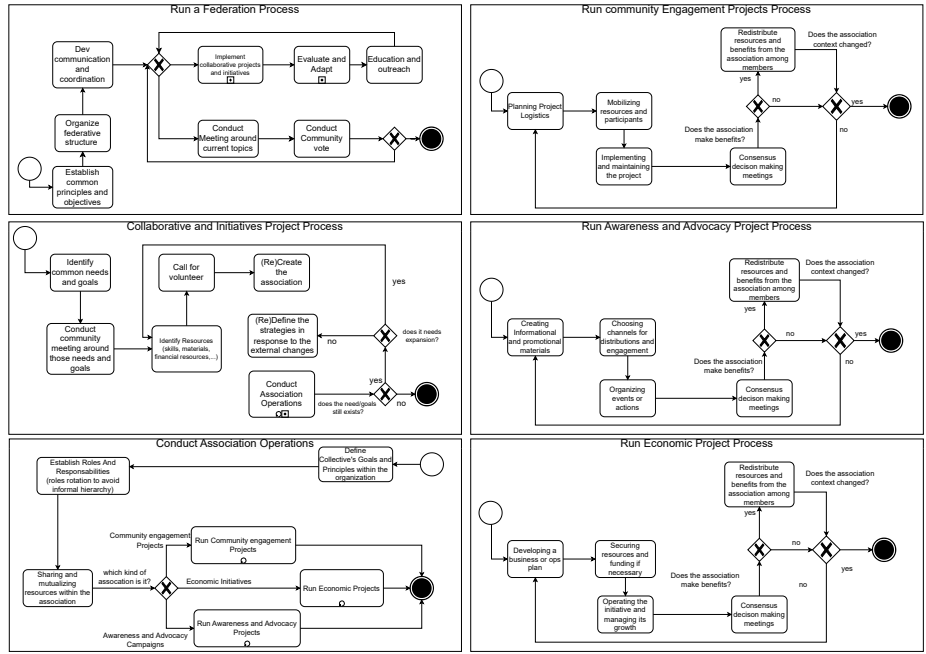 Run a Federation Process
Dev
communication
and
coordination
Implement
collaborative projects
and initiatives
Evaluate and
Adapt
Education and
outreach
Organize
federative
structure
Conduct
Meeting around
current topics
Conduct
Community
vote
Establish
common
principles and
objectives
Run community Engagement Projects Process
Redistribute
resources and
benefits from the
association among
members
Does the association
context changed?
yes
no
yes
Planning Project
Logistics
Mobilizing
resources and
participants
no
Does the association
make benefits?
Implementing
and maintaining
the project
Consensus
decison making
meetings
Collaborative and Initiatives Project Process
Identify
common needs
and goals
Call for
volunteer
(Re)Create
the
association
yes
Conduct
community
meeting around
those needs and
goals
Identify Resources
(skills, materials,
financial resources,...)
(Re)Define the
strategies in
response to the
external changes
no
does it needs
expansion?
Conduct
Association
Operations
yes
does the need/goals
still exists?
no
Run Awareness and Advocacy Project Process
Redistribute
resources and
benefits from the
association among
members
Does the association
context changed?
yes
no
yes
Creating
Informational
and promotional
materials
Choosing
channels for
distributions and
engagement
no
Does the association
make benefits?
Organizing
events or
actions
Consensus
decison making
meetings
Conduct Association Operations
Define
Collective's Goals and
Principles within the
organization
Establish Roles And
Responsabilities
(roles rotation to avoid
informal hierarchy)
Community engagement
Projects
Run Community engagement
Projects
Sharing and
mutualizing
resources within the
association
which kind of
assocation is it?
Economic Initiatives
Run Economic Projects
Awareness and Advocacy
Campaigns
Run Awareness and Advocacy
Projects
Run Economic Project Process
Redistribute
resources and
benefits from the
association among
members
Does the association
context changed?
yes
no
yes
Developing a
business or ops
plan
Securing
resources and
funding if
necessary
Does the association
make benefits?
no
Operating the
initiative and
managing its
growth
Consensus
decison making
meetings